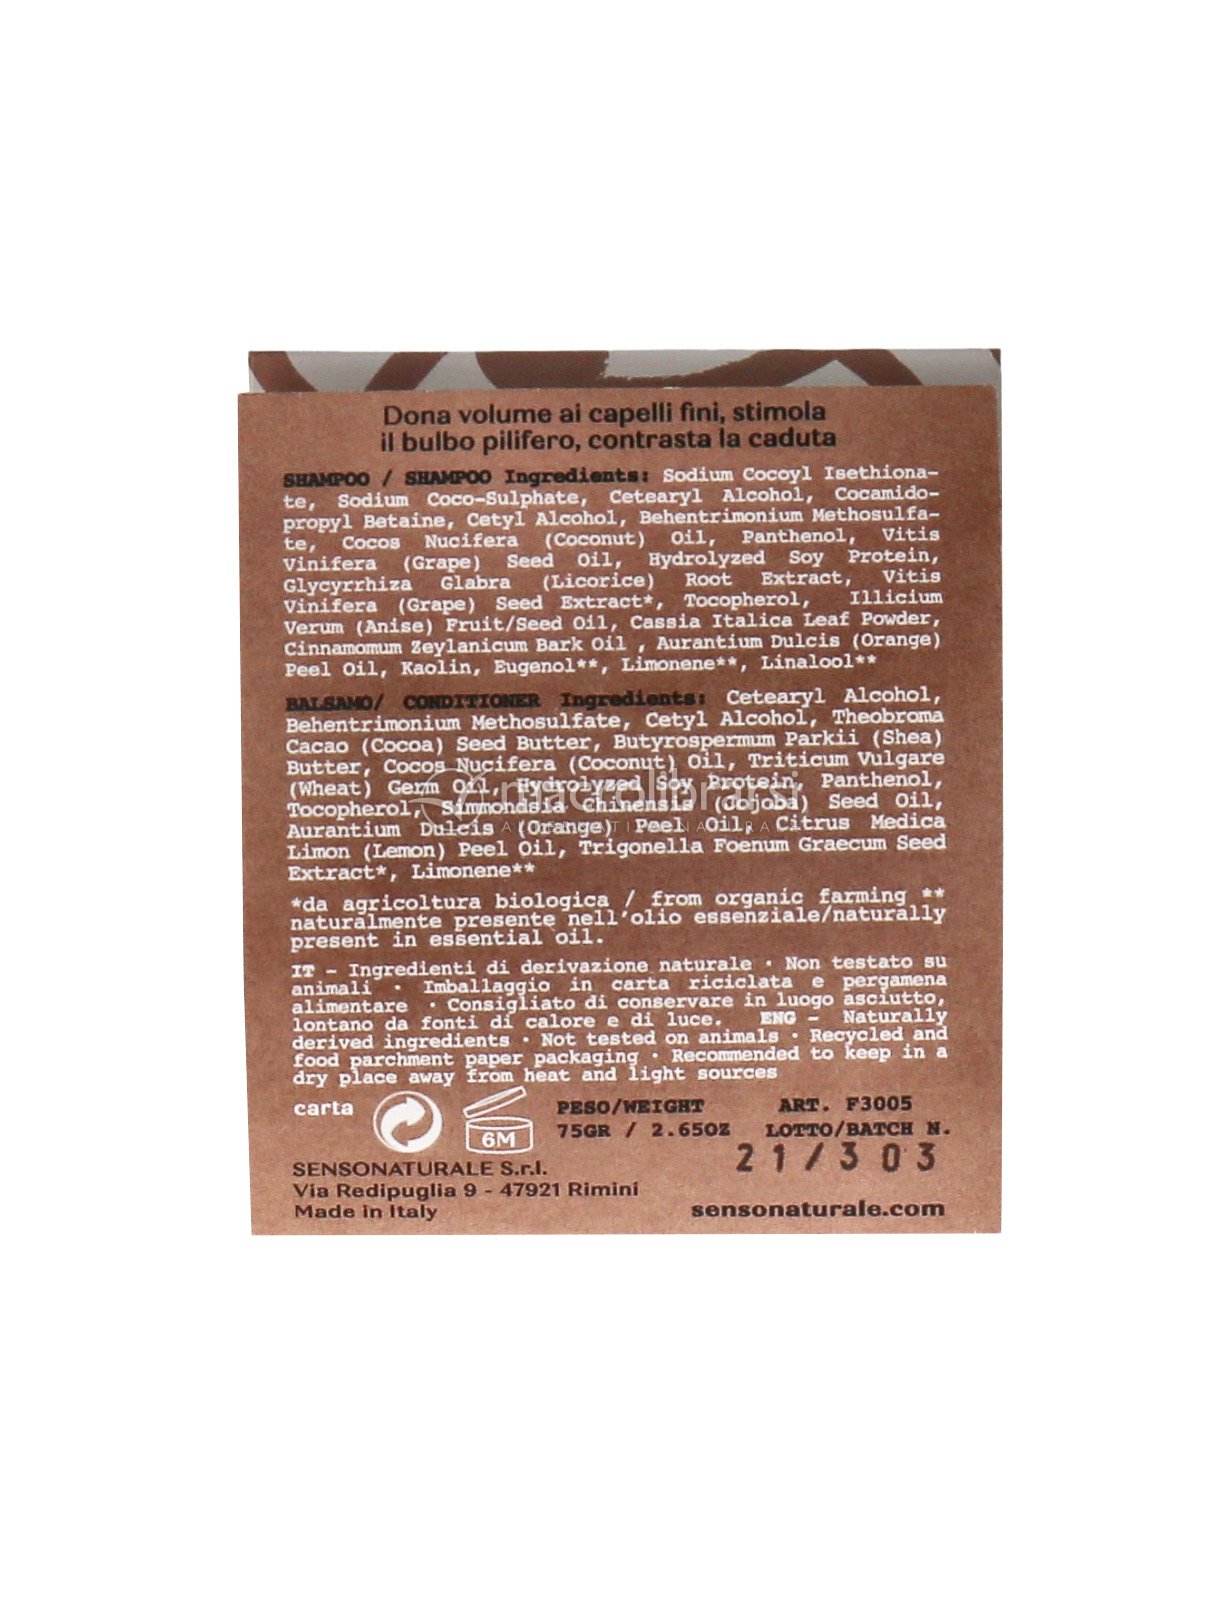 Dona volume ai capelli fini, stimola
il bulbo pilifero, contrasta la caduta
SHAMPOO / SHAMPOO Ingredients: Sodium Cocoyl Isethiona-
te, Sodium Coco-Sulphate, Cetearyl Alcohol, Cocamido-
propyl Betaine, Cetyl Alcohol, Behentrimonium Methosulfa-
te, Cocos Nucifera (Coconut) Oil, Panthenol, Vitis
Vinifera (Grape) Seed Oil, Hydrolyzed Soy Protein,
Glycyrrhiza Glabra (Licorice) Root Extract, Vitis
Vinifera (Grape) Seed Extract*, Tocopherol, Illicium
Verum (Anise) Fruit/Seed Oil, Cassia Italica Leaf Powder,
Cinnamomum Zeylanicum Bark Oil , Aurantium Dulcis (Orange)
Peel Oil, Kaolin, Eugenol**, Limonene**, Linalool**
BALSAMO/ CONDITIONER Ingredients: Cetearyl Alcohol,
Behentrimonium Methosulfate, Cetyl Alcohol, Theobroma
Cacao (Cocoa) Seed Butter, Butyrospermum Parkii (Shea)
Butter, Cocos Nucifera (Coconut) Oil, Triticum Vulgare
(Wheat) Germ Oil, Hydrolyzed Soy Protein, Panthenol,
macrolibrarsi
Tocopherol, Simmondsia Chinensis (Jojoba) Seed Oil,
Aurantium Dulcis (Orange) Peel Oil, Citrus Medica
Limon (Lemon) Peel Oil, Trigonella Foenum Graecum Seed
Extract*, Limonene**
*da agricoltura biologica / from organic farming **
naturalmente presente nell'olio essenziale/naturally
present in essential oil.
IT - Ingredienti di derivazione naturale · Non testato su
animali · Imballaggio in carta riciclata e pergamena
alimentare · Consigliato di conservare in luogo asciutto,
lontano da fonti di calore e di luce. ENG - Naturally
derived ingredients · Not tested on animals · Recycled and
food parchment paper packaging · Recommended to keep in a
dry place away from heat and light sources
carta
6M
PESO/WEIGHT
75GR / 2.65OZ
ART. F3005
LOTTO/BATCH N.
21/303
SENSONATURALE S.r.l.
Via Redipuglia 9 - 47921 Rimini
Made in Italy
sensonaturale.com